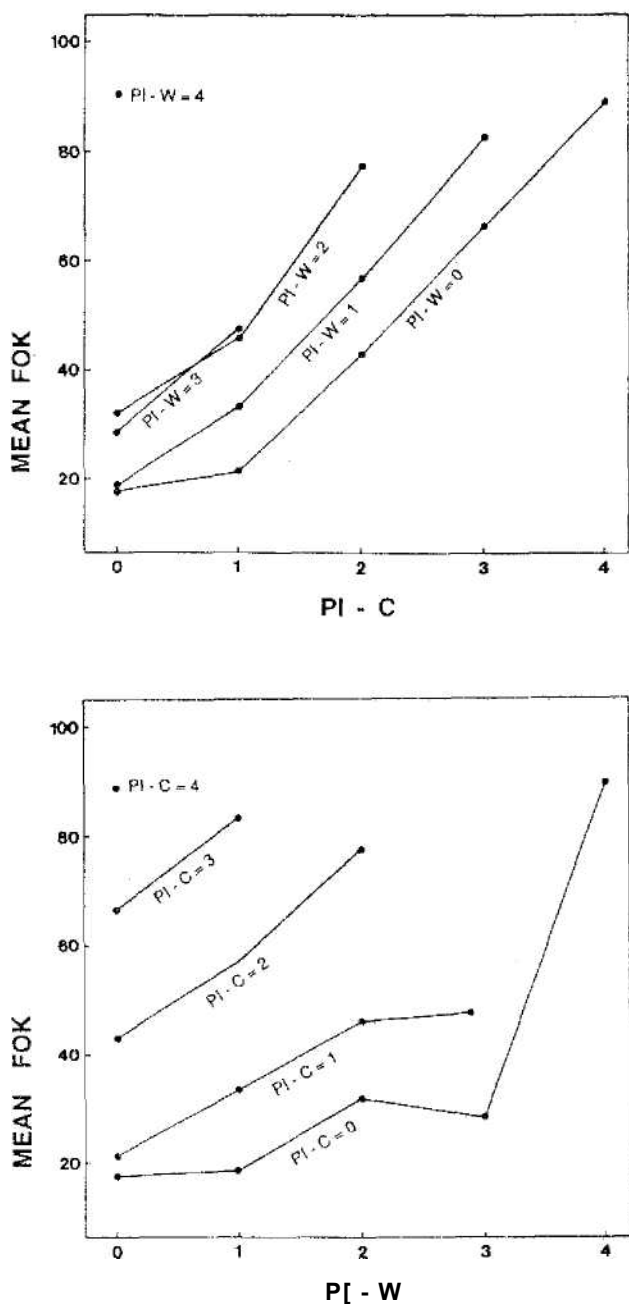 100
PI - W = 4
80
60
40
20
MEAN FOK
PI - W = 2
PI - W = 1
PI - W = 0
PI - W = 3
0 1 2 3 4
PI - C
100
PI - C = 4
80
60
40
20
MEAN FOK
PI - C = 3
PI - C = 2
PI - C = 1
PI - C = 0
0 1 2 3 4
P[ - W